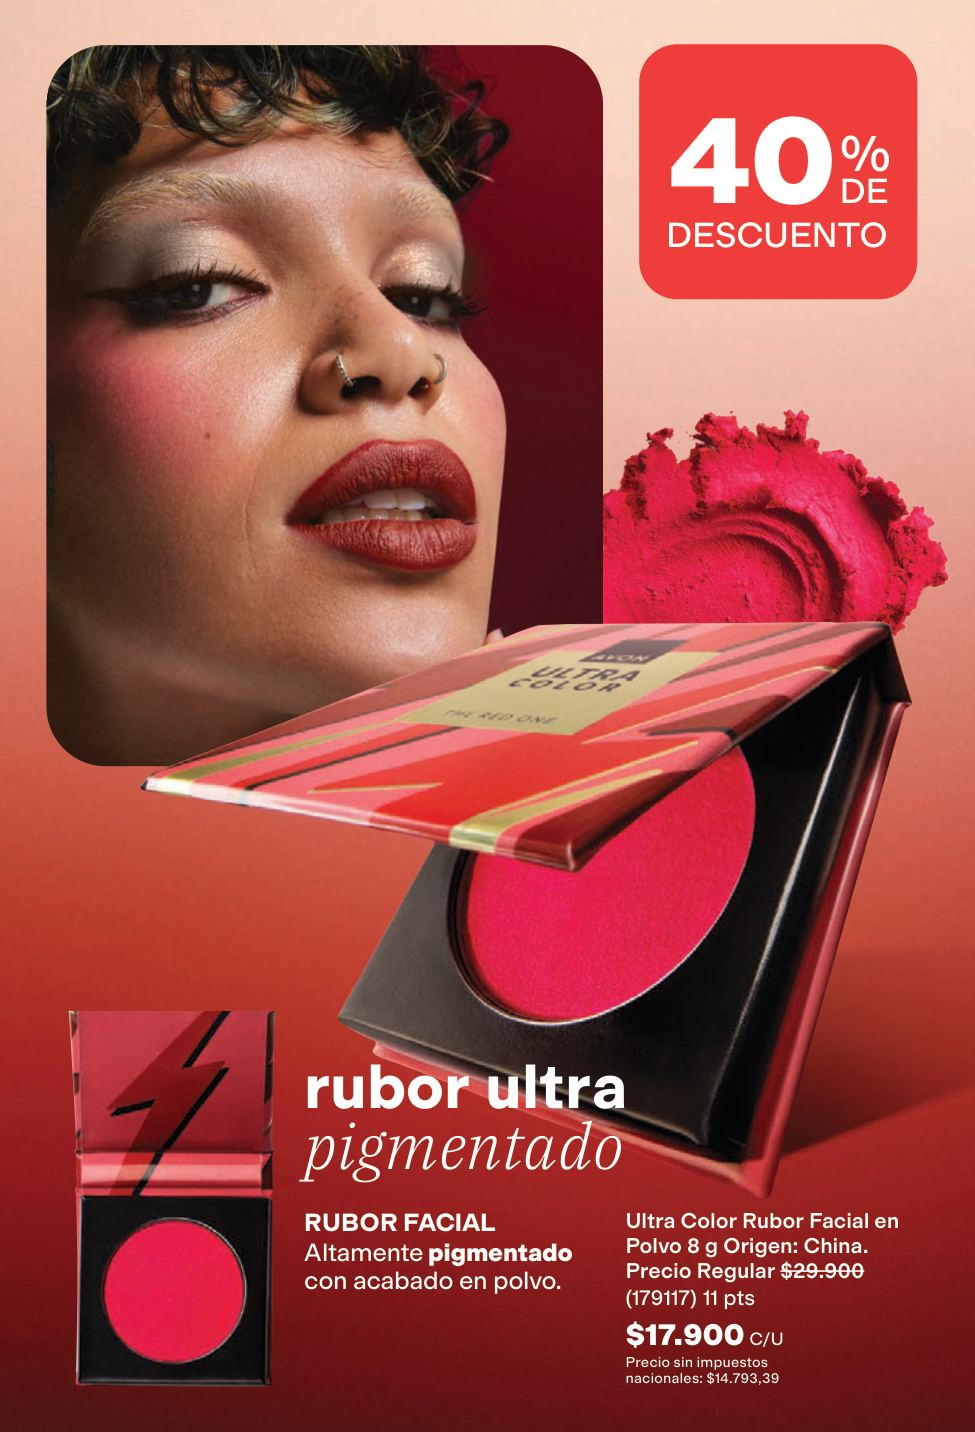 40%
DE
DESCUENTO
AVON
ULTRA
COLOR
THE RED ONE
rubor ultra
pigmentado
RUBOR FACIAL
Altamente pigmentado
con acabado en polvo.
Ultra Color Rubor Facial en
Polvo 8 g Origen: China.
Precio Regular $29.900
(179117) 11 pts
$17.900 C/U
Precio sin impuestos
nacionales: $14.793,39